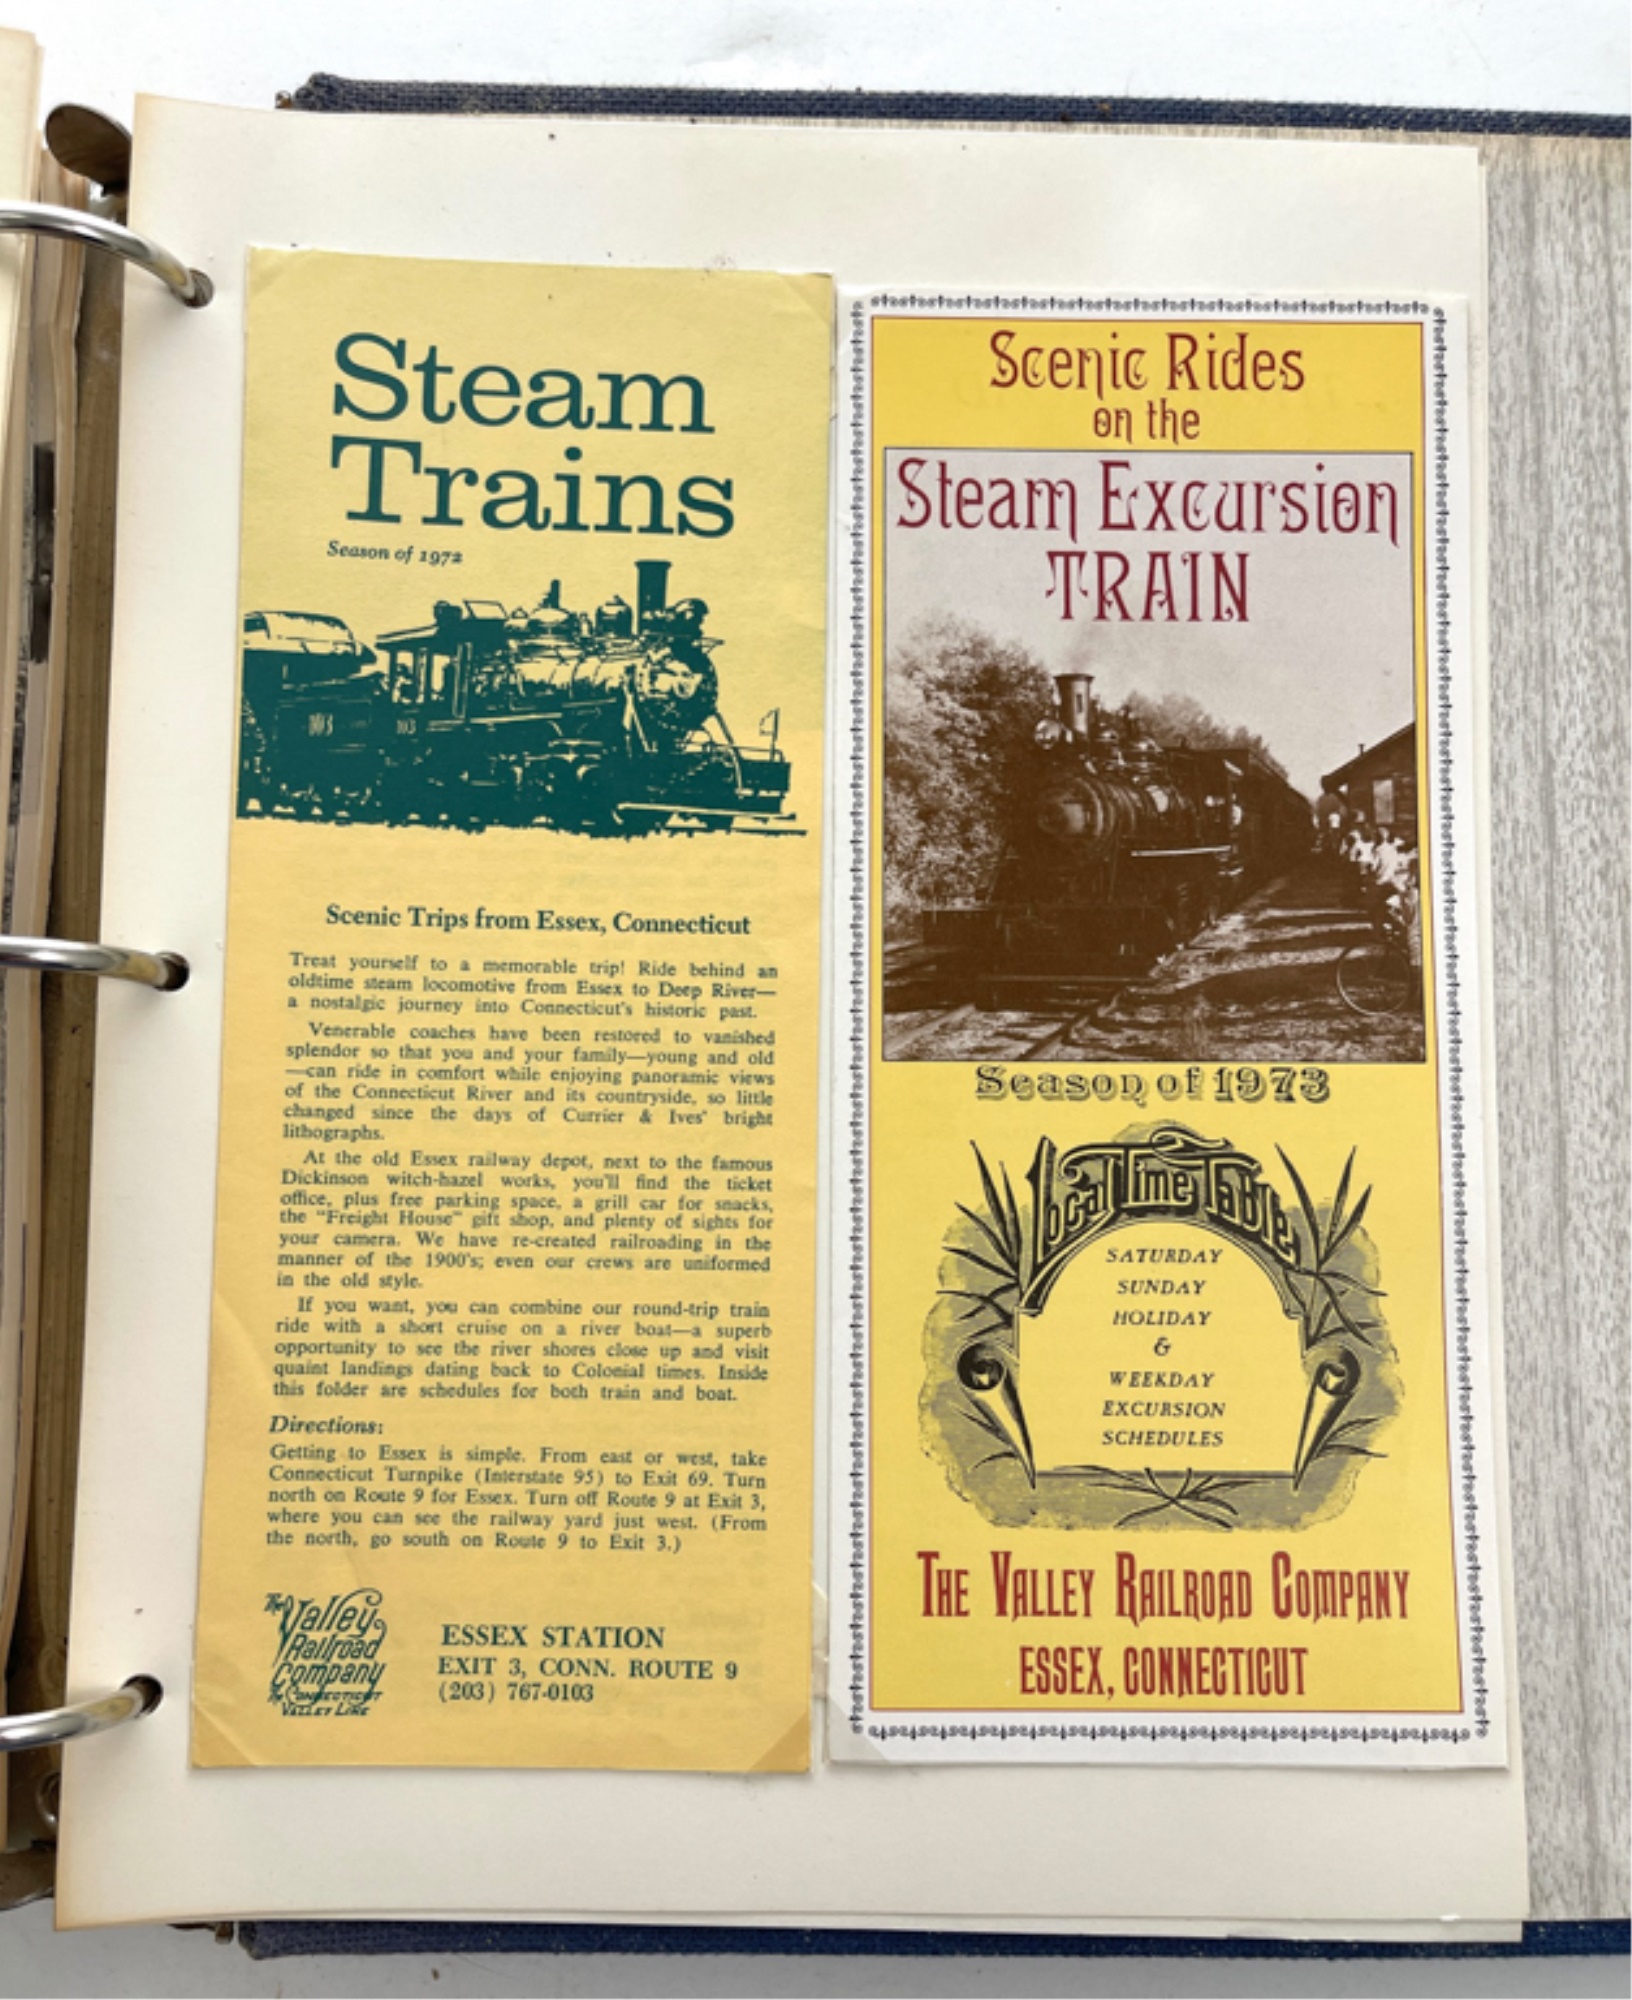 Steam
Trains
Season of 1972
103
103
Scenic Trips from Essex, Connecticut
Treat yourself to a memorable trip! Ride behind an
oldtime steam locomotive from Essex to Deep River—
a nostalgic journey into Connecticut's historic past.
Venerable coaches have been restored to vanished
splendor so that you and your family—young and old
—can ride in comfort while enjoying panoramic views
of the Connecticut River and its countryside, so little
changed since the days of Currier & Ives' bright
lithographs.
At the old Essex railway depot, next to the famous
Dickinson witch-hazel works, you'll find the ticket
office, plus free parking space, a grill car for snacks,
the "Freight House" gift shop, and plenty of sights for
your camera. We have re-created railroading in the
manner of the 1900's; even our crews are uniformed
in the old style.
If you want, you can combine our round-trip train
ride with a short cruise on a river boat—a superb
opportunity to see the river shores close up and visit
quaint landings dating back to Colonial times. Inside
this folder are schedules for both train and boat.
Directions:
Getting to Essex is simple. From east or west, take
Connecticut Turnpike (Interstate 95) to Exit 69. Turn
north on Route 9 for Essex. Turn off Route 9 at Exit 3,
where you can see the railway yard just west. (From
the north, go south on Route 9 to Exit 3.)
The Valley
Railroad
Company
The Connecticut
Valley Line
ESSEX STATION
EXIT 3, CONN. ROUTE 9
(203) 767-0103
Scenic Rides
on the
Steam Excursion
TRAIN
Season of 1973
Local Time Table
SATURDAY
SUNDAY
HOLIDAY
&
WEEKDAY
EXCURSION
SCHEDULES
THE VALLEY RAILROAD COMPANY
ESSEX, CONNECTICUT